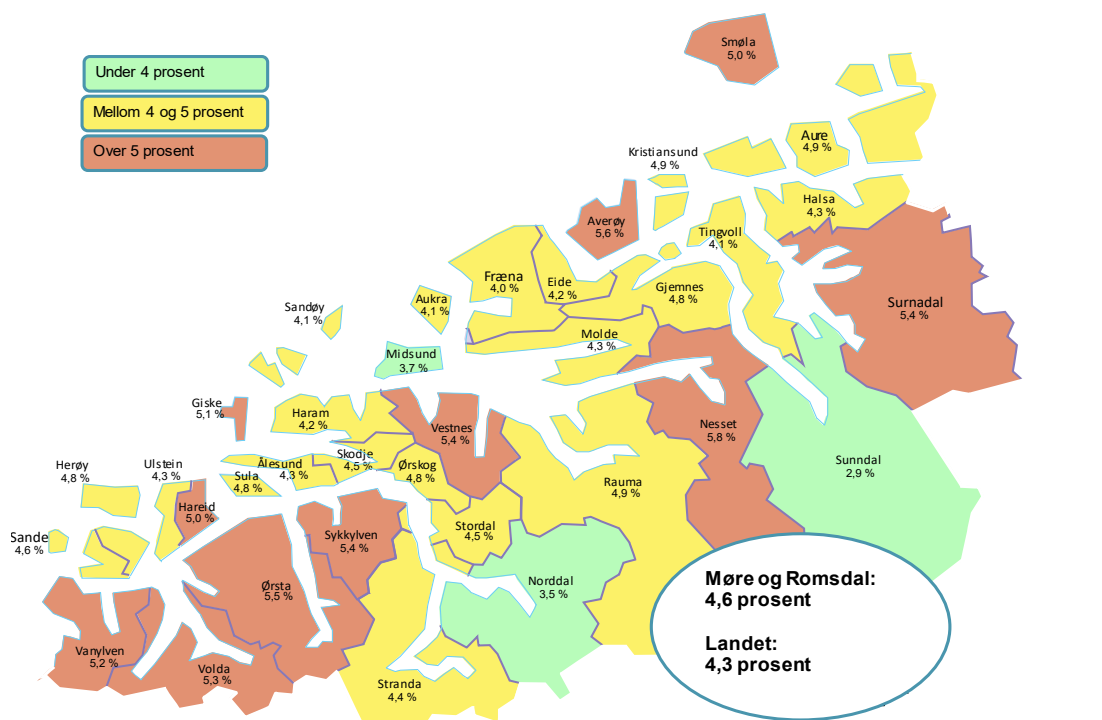 Under 4 prosent
Mellom 4 og 5 prosent
Over 5 prosent
Smøla
5,0 %
Aure
4,9 %
Kristiansund
4,9 %
Halsa
4,3 %
Averøy
5,6 %
Tingvoll
4,1 %
Fræna
4,0 %
Eide
4,2 %
Gjemnes
4,8 %
Surnadal
5,4 %
Aukra
4,1 %
Sandøy
4,1 %
Molde
4,3 %
Midsund
3,7 %
Giske
5,1 %
Haram
4,2 %
Vestnes
5,4 %
Nesset
5,8 %
Sunndal
2,9 %
Skodje
4,5 %
Ørskog
4,8 %
Ålesund
4,3 %
Sula
4,8 %
Herøy
4,8 %
Ulstein
4,3 %
Rauma
4,9 %
Hareid
5,0 %
Sande
4,6 %
Sykkylven
5,4 %
Stordal
4,5 %
Ørsta
5,5 %
Norddal
3,5 %
Vanylven
5,2 %
Volda
5,3 %
Stranda
4,4 %
Møre og Romsdal:
4,6 prosent
Landet:
4,3 prosent